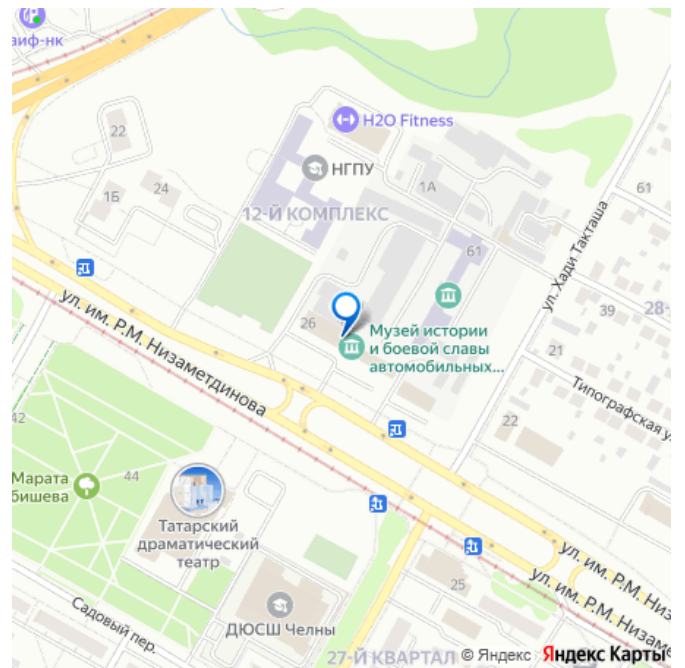 аиф-нк
H2O Fitness
22
НГПУ
1А
24
1Б
61
12-Й КОМПЛЕКС
61
ул. Хади Такташа
28-
ул. им. Р.М. Низаметдинова
26
39
Музей истории
и боевой славы
автомобильных...
21
Типографская у
42
22
44
Марата
бишева
Татарский
драматический
театр
ул. им. Р.М. Низ
ул. им. Р.М. Низаме
25
Садовый пер.
ДЮСШ Челны
27-Й КВАРТАЛ
© Яндекс Яндекс Карты